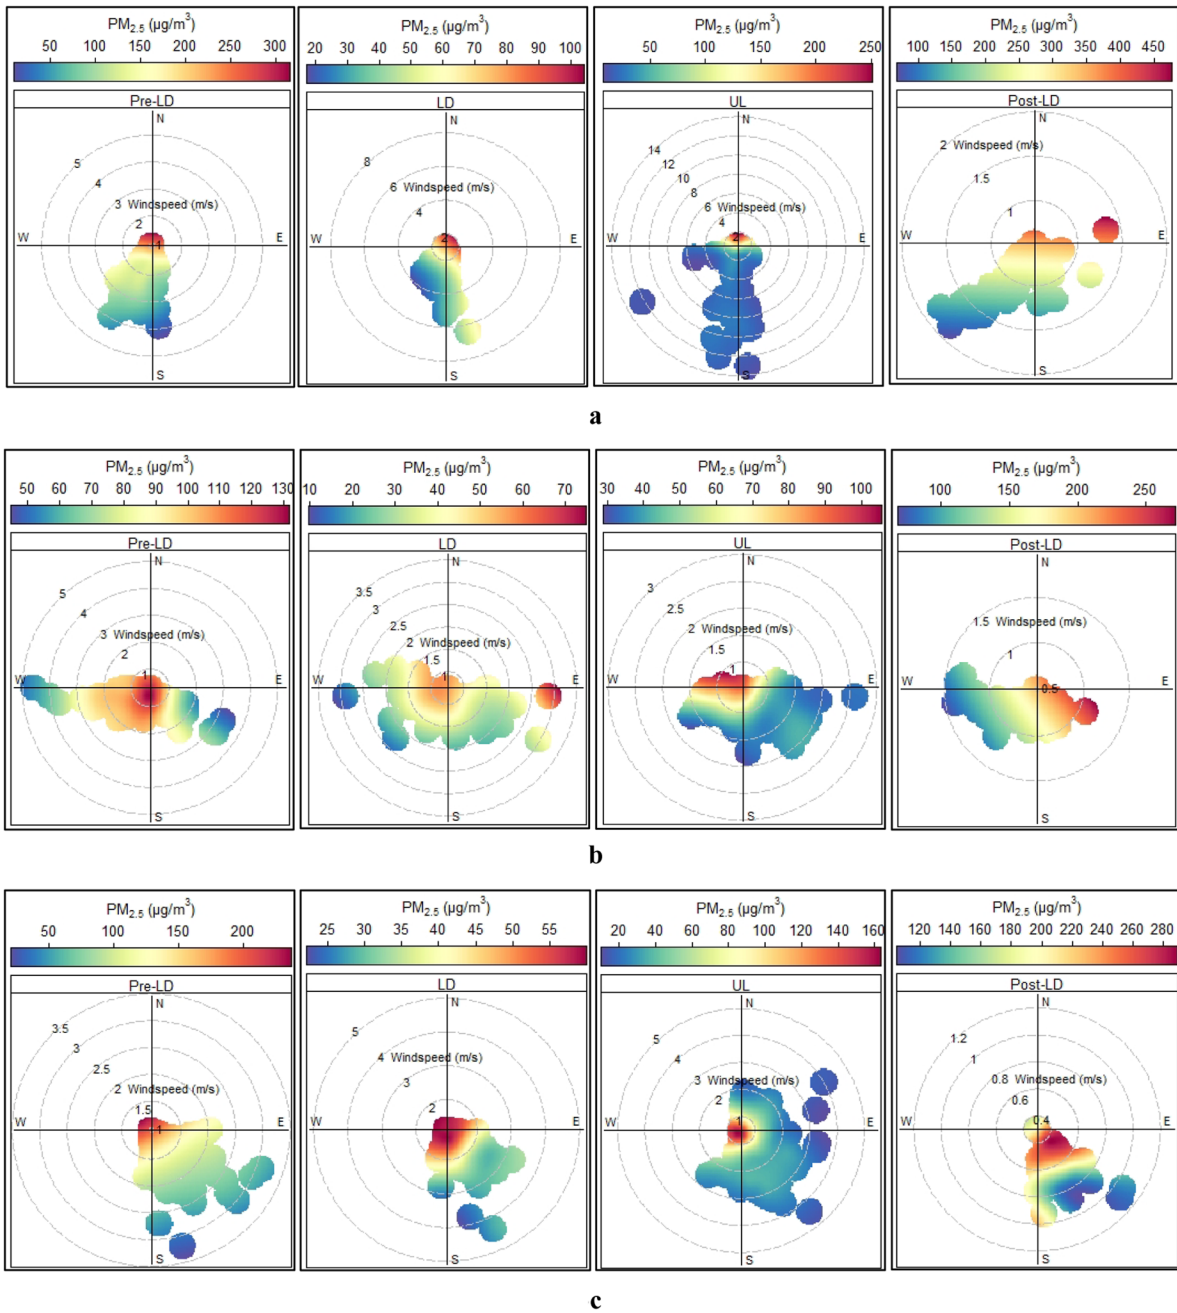 PM2.5 (µg/m³) PM2.5 (µg/m³) PM2.5 (µg/m³) PM2.5 (µg/m³)
50 100 150 200 250 300 20 30 40 50 60 70 80 90 100 50 100 150 200 250 100 150 200 250 300 350 400 450
Pre-LD LD UL Post-LD
N N N N
5 8 14 2 Windspeed (m/s)
4 6 Windspeed (m/s) 12 1.5
3 Windspeed (m/s) 4 10 1
2 2 8
1 6 Windspeed (m/s)
4
2
W E W E W E W E
S S S S
a
PM2.5 (µg/m³) PM2.5 (µg/m³) PM2.5 (µg/m³) PM2.5 (µg/m³)
50 60 70 80 90 100 110 120 130 10 20 30 40 50 60 70 30 40 50 60 70 80 90 100 100 150 200 250
Pre-LD LD UL Post-LD
N N N N
5 3.5 3 1.5 Windspeed (m/s)
4 3 2.5 1
3 Windspeed (m/s) 2.5 2 Windspeed (m/s) 0.5
2 2 Windspeed (m/s) 1.5
1 1.5 1
1
W E W E W E W E
S S S S
b
PM2.5 (µg/m³) PM2.5 (µg/m³) PM2.5 (µg/m³) PM2.5 (µg/m³)
50 100 150 200 25 30 35 40 45 50 55 20 40 60 80 100 120 140 160 120 140 160 180 200 220 240 260 280
Pre-LD LD UL Post-LD
N N N N
3.5 5 5 1.2
3 4 Windspeed (m/s) 4 1
2.5 3 3 Windspeed (m/s) 0.8 Windspeed (m/s)
2 Windspeed (m/s) 2 2 0.6
1.5 1 0.4
1
W E W E W E W E
S S S S
c